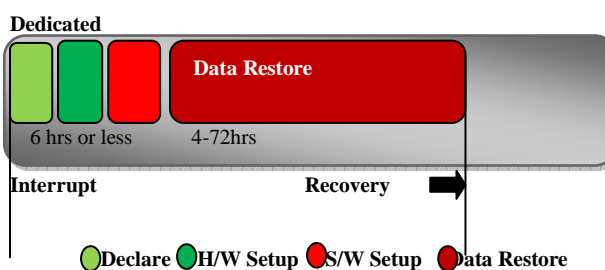 Dedicated
Data Restore
6 hrs or less 4-72hrs
Interrupt Recovery
Declare H/W Setup S/W Setup Data Restore